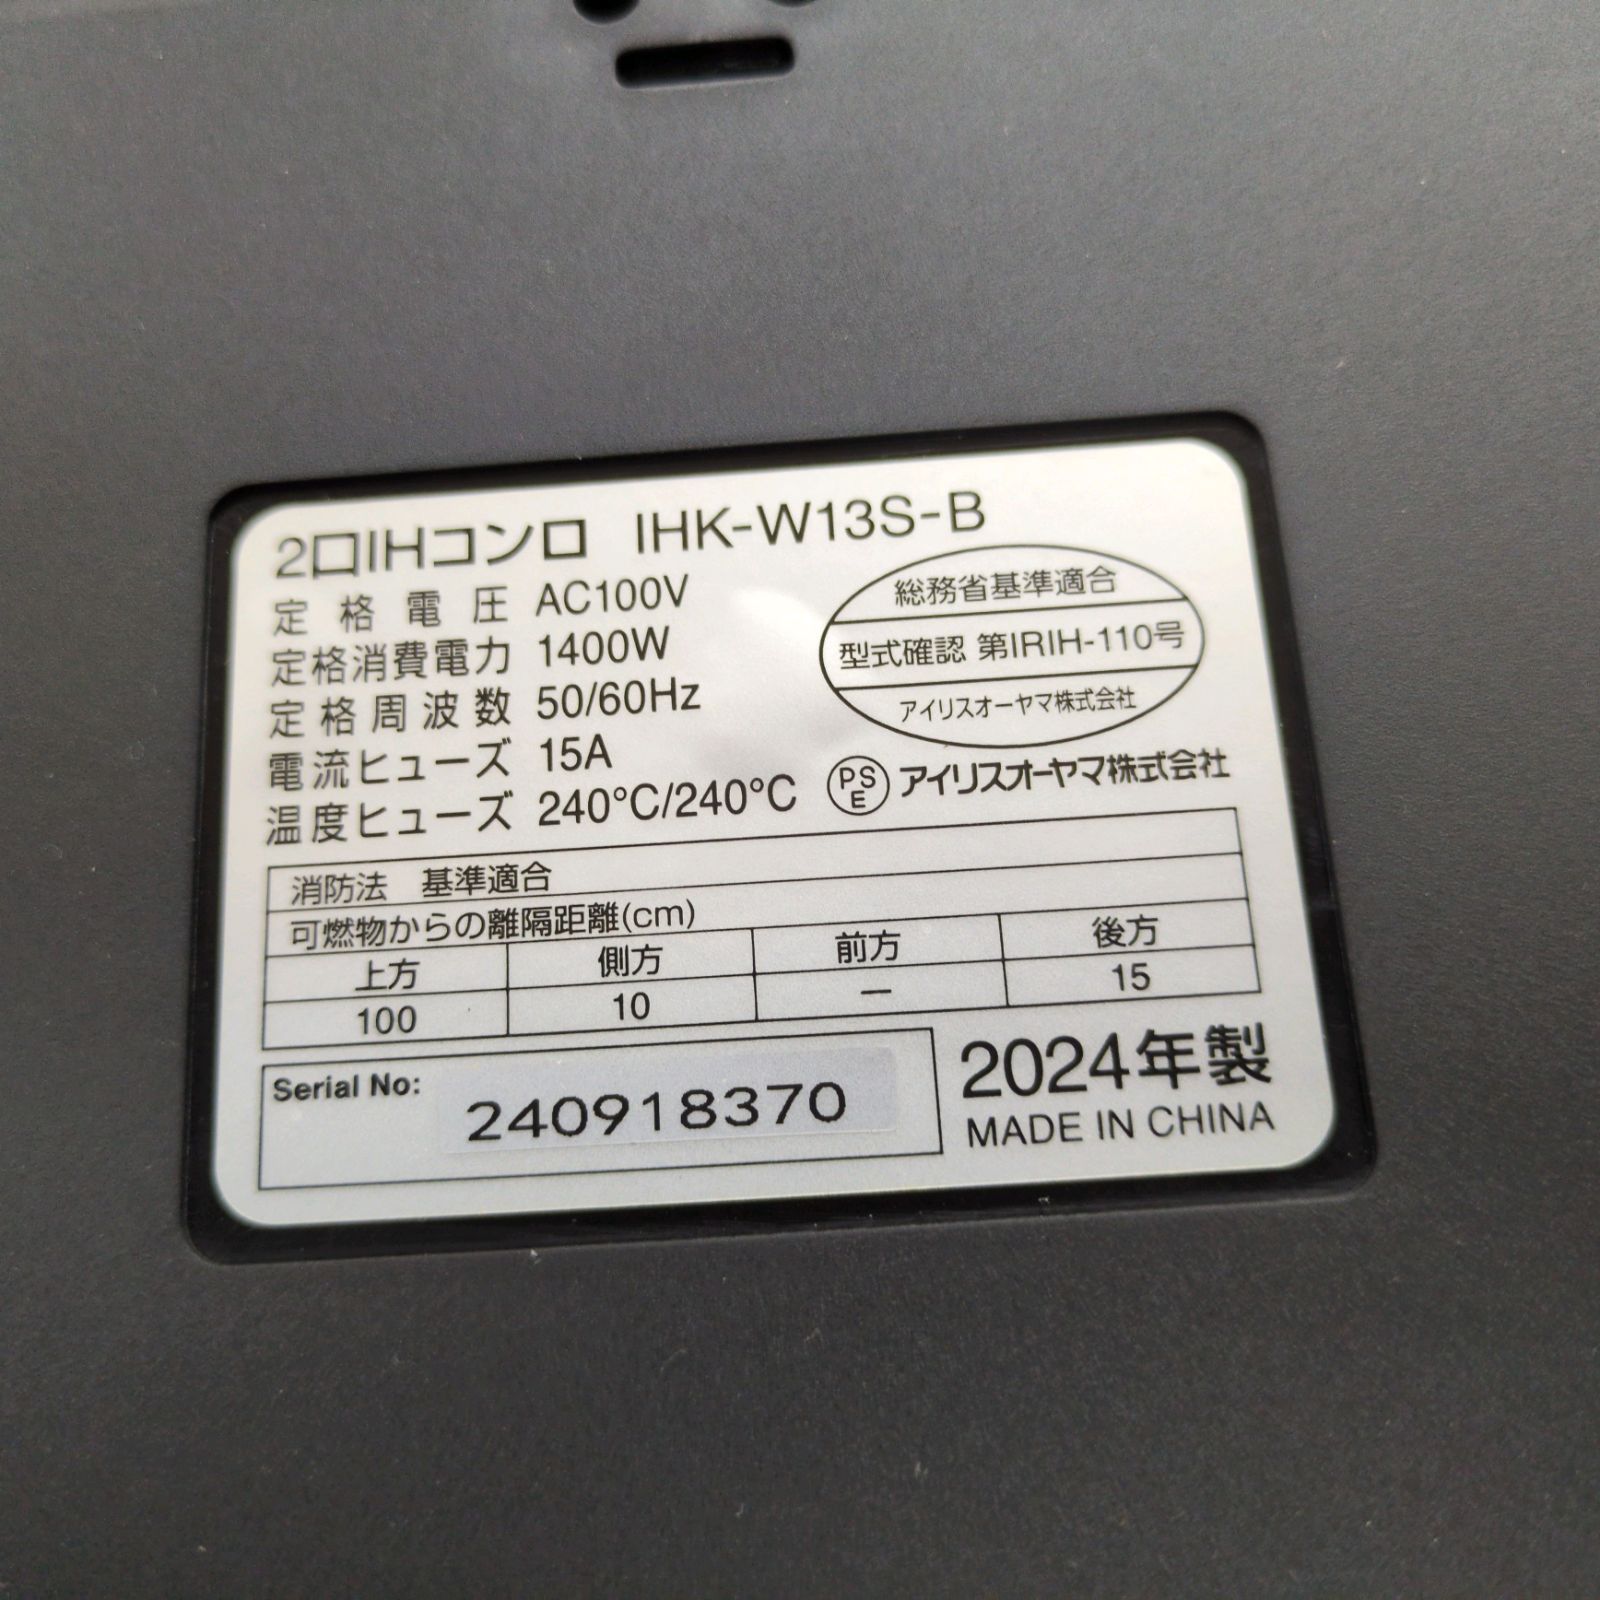 2口IHコンロ IHK-W13S-B
定格電圧 AC100V
定格消費電力 1400W
定格周波数 50/60Hz
電流ヒューズ 15A
温度ヒューズ 240℃/240℃
総務省基準適合
型式確認 第IRIH-110号
アイリスオーヤマ株式会社
PSE アイリスオーヤマ株式会社
消防法 基準適合
可燃物からの離隔距離(cm)
上方 側方 前方 後方
100 10 － 15
Serial No: 240918370
2024年製
MADE IN CHINA